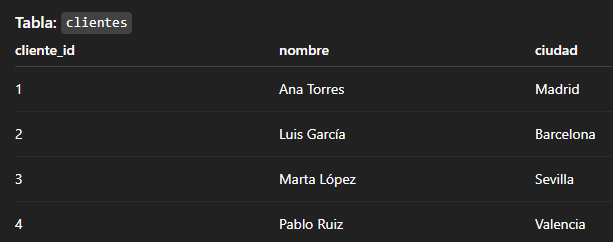 Tabla: clientes
cliente_id nombre ciudad
1 Ana Torres Madrid
2 Luis García Barcelona
3 Marta López Sevilla
4 Pablo Ruiz Valencia